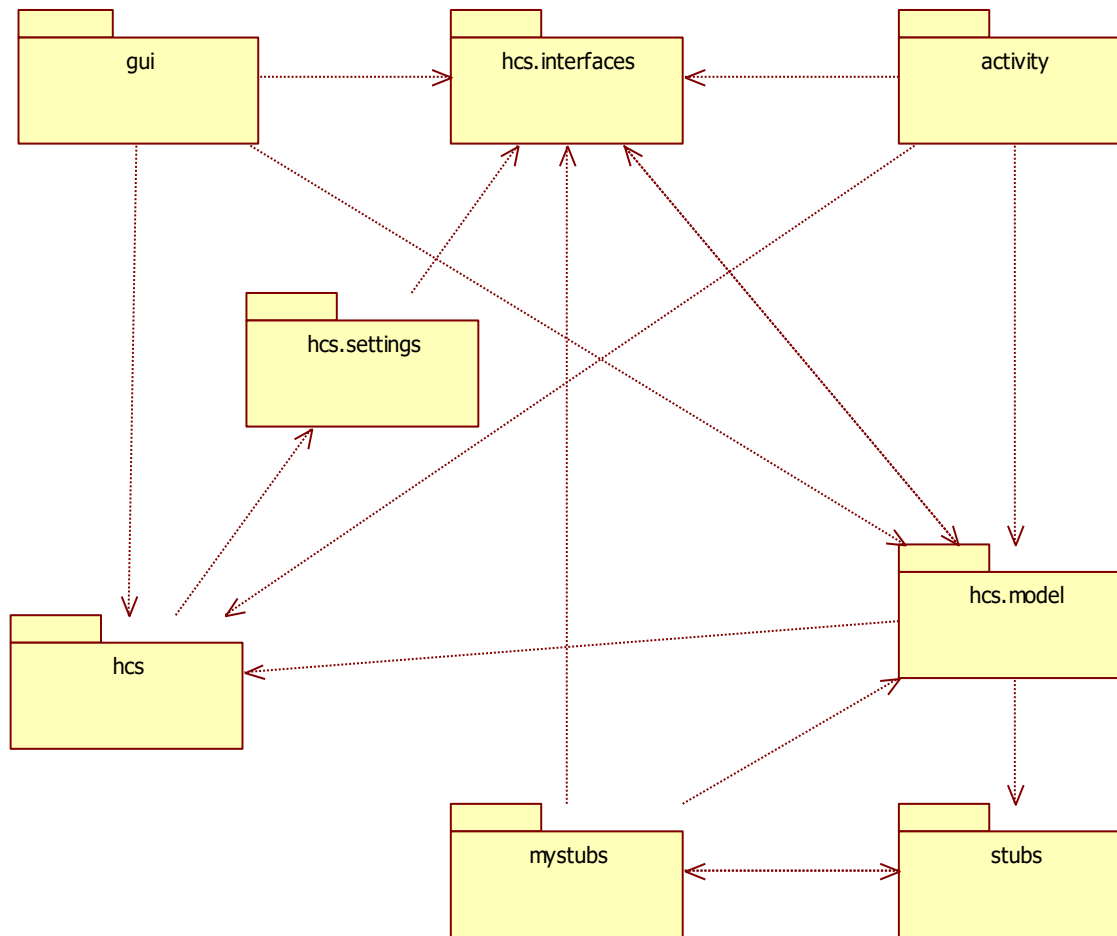 gui
hcs.interfaces
activity
hcs.settings
hcs.model
hcs
mystubs
stubs